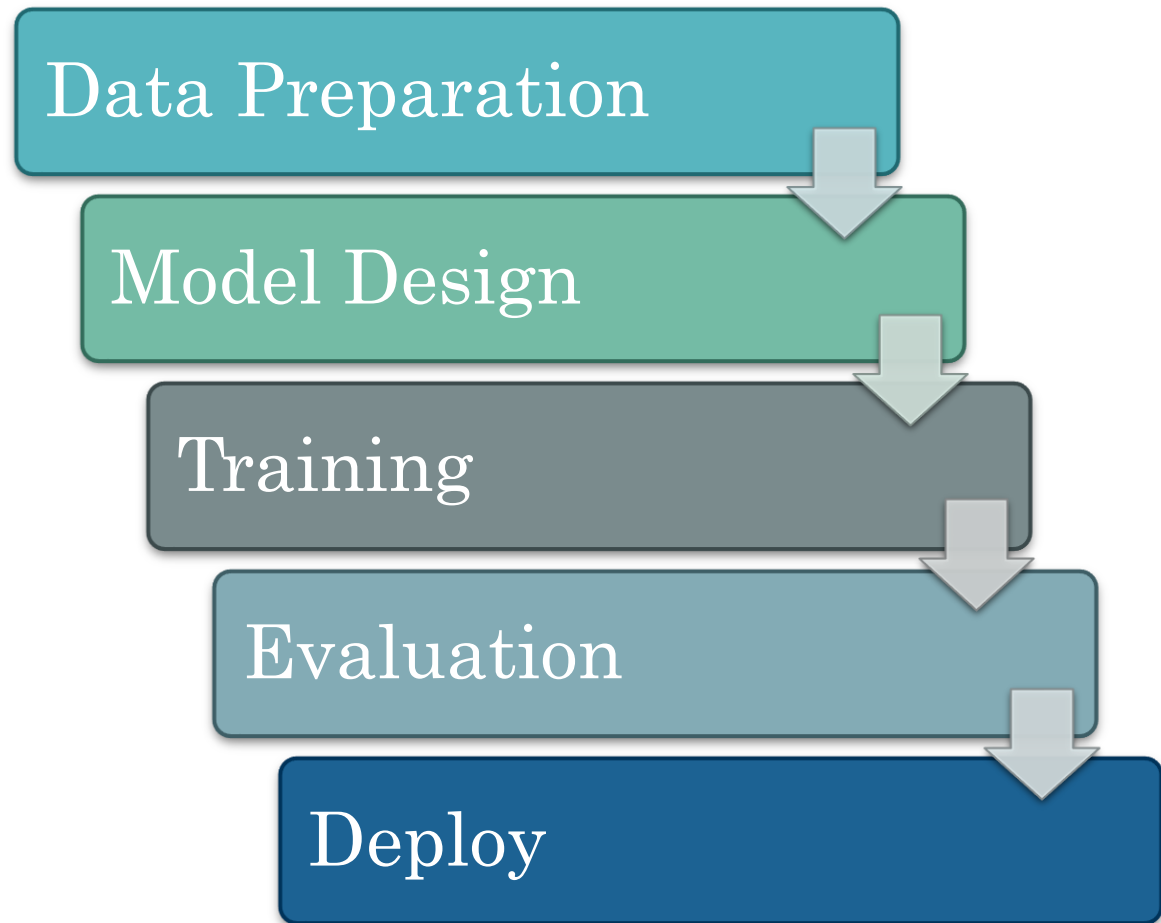 Data Preparation
Model Design
Training
Evaluation
Deploy